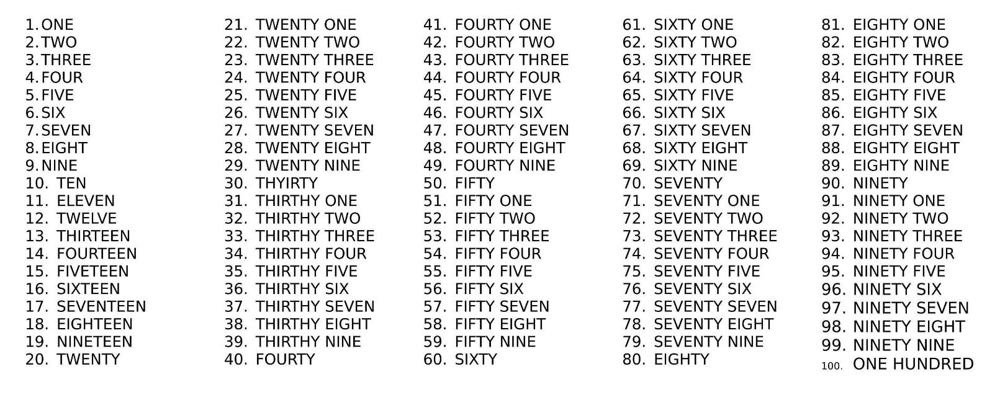 1. ONE
2. TWO
3. THREE
4. FOUR
5. FIVE
6. SIX
7. SEVEN
8. EIGHT
9. NINE
10. TEN
11. ELEVEN
12. TWELVE
13. THIRTEEN
14. FOURTEEN
15. FIVETEEN
16. SIXTEEN
17. SEVENTEEN
18. EIGHTEEN
19. NINETEEN
20. TWENTY
21. TWENTY ONE
22. TWENTY TWO
23. TWENTY THREE
24. TWENTY FOUR
25. TWENTY FIVE
26. TWENTY SIX
27. TWENTY SEVEN
28. TWENTY EIGHT
29. TWENTY NINE
30. THYIRTY
31. THIRTHY ONE
32. THIRTHY TWO
33. THIRTHY THREE
34. THIRTHY FOUR
35. THIRTHY FIVE
36. THIRTHY SIX
37. THIRTHY SEVEN
38. THIRTHY EIGHT
39. THIRTHY NINE
40. FOURTY
41. FOURTY ONE
42. FOURTY TWO
43. FOURTY THREE
44. FOURTY FOUR
45. FOURTY FIVE
46. FOURTY SIX
47. FOURTY SEVEN
48. FOURTY EIGHT
49. FOURTY NINE
50. FIFTY
51. FIFTY ONE
52. FIFTY TWO
53. FIFTY THREE
54. FIFTY FOUR
55. FIFTY FIVE
56. FIFTY SIX
57. FIFTY SEVEN
58. FIFTY EIGHT
59. FIFTY NINE
60. SIXTY
61. SIXTY ONE
62. SIXTY TWO
63. SIXTY THREE
64. SIXTY FOUR
65. SIXTY FIVE
66. SIXTY SIX
67. SIXTY SEVEN
68. SIXTY EIGHT
69. SIXTY NINE
70. SEVENTY
71. SEVENTY ONE
72. SEVENTY TWO
73. SEVENTY THREE
74. SEVENTY FOUR
75. SEVENTY FIVE
76. SEVENTY SIX
77. SEVENTY SEVEN
78. SEVENTY EIGHT
79. SEVENTY NINE
80. EIGHTY
81. EIGHTY ONE
82. EIGHTY TWO
83. EIGHTY THREE
84. EIGHTY FOUR
85. EIGHTY FIVE
86. EIGHTY SIX
87. EIGHTY SEVEN
88. EIGHTY EIGHT
89. EIGHTY NINE
90. NINETY
91. NINETY ONE
92. NINETY TWO
93. NINETY THREE
94. NINETY FOUR
95. NINETY FIVE
96. NINETY SIX
97. NINETY SEVEN
98. NINETY EIGHT
99. NINETY NINE
100. ONE HUNDRED